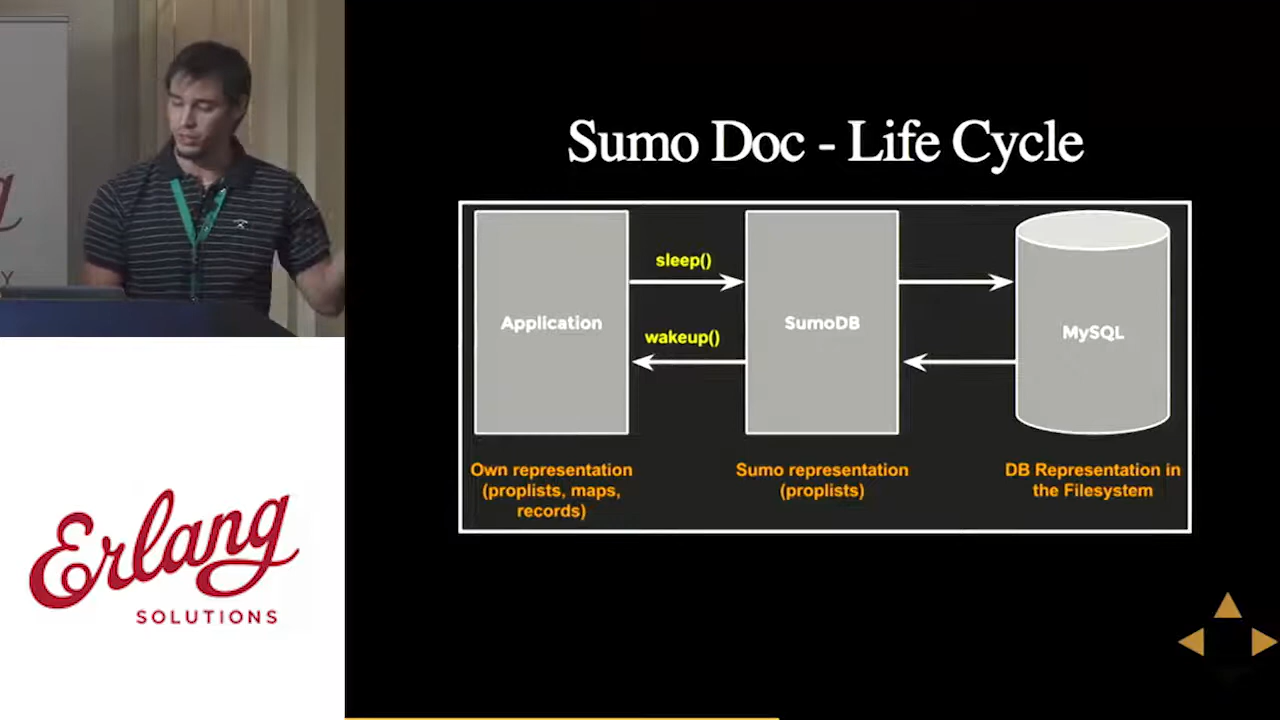 Sumo Doc - Life Cycle
sleep()
Application
SumoDB
MySQL
wakeup()
Own representation
(proplists, maps,
records)
Sumo representation
(proplists)
DB Representation in
the Filesystem
Erlang
SOLUTIONS
Y